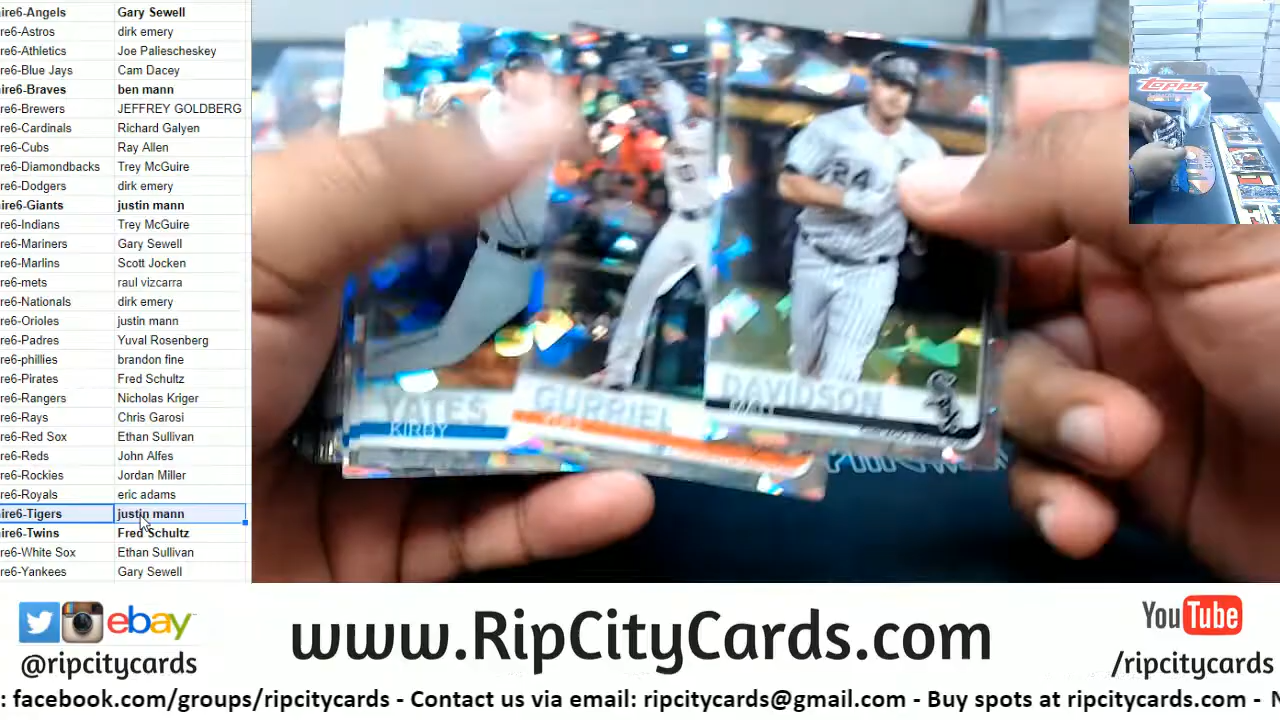 ire6-Angels Gary Sewell
re6-Astros dirk emery
re6-Athletics Joe Paliescheskey
re6-Blue Jays Cam Dacey
ire6-Braves ben mann
re6-Brewers JEFFREY GOLDBERG
re6-Cardinals Richard Galyen
re6-Cubs Ray Allen
re6-Diamondbacks Trey McGuire
re6-Dodgers dirk emery
ire6-Giants justin mann
re6-Indians Trey McGuire
re6-Mariners Gary Sewell
re6-Marlins Scott Jocken
re6-mets raul vizcarra
re6-Nationals dirk emery
re6-Orioles justin mann
re6-Padres Yuval Rosenberg
re6-phillies brandon fine
re6-Pirates Fred Schultz
re6-Rangers Nicholas Kriger
re6-Rays Chris Garosi
re6-Red Sox Ethan Sullivan
re6-Reds John Alfes
re6-Rockies Jordan Miller
re6-Royals eric adams
ire6-Tigers justin mann
ire6-Twins Fred Schultz
re6-White Sox Ethan Sullivan
re6-Yankees Gary Sewell
YATES
KIRBY
GURRIEL
YULI
24
DAVIDSON
MATT
SOX
Topps
ebay
@ripcitycards
www.RipCityCards.com
YouTube
/ripcitycards
: facebook.com/groups/ripcitycards - Contact us via email: ripcitycards@gmail.com - Buy spots at ripcitycards.com - N